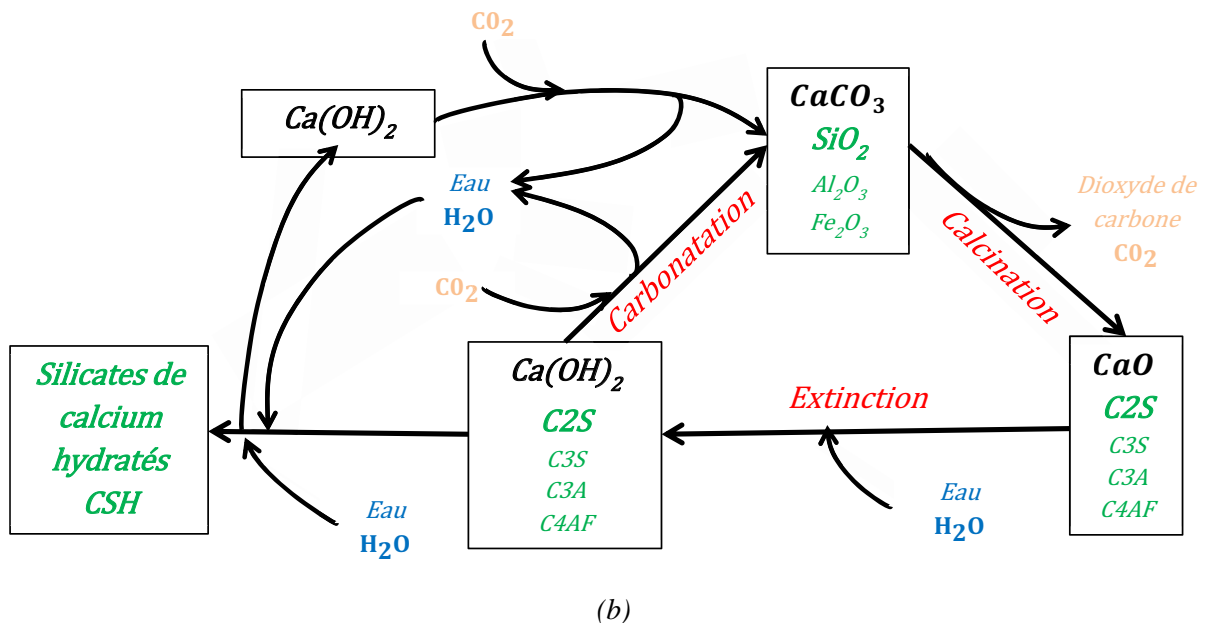 CO₂
Ca(OH)₂
CaCO₃
SiO₂
Al₂O₃
Fe₂O₃
Eau
H₂O
Dioxyde de
carbone
CO₂
Carbonatation
Calcination
CO₂
Silicates de
calcium
hydratés
CSH
Ca(OH)₂
C2S
C3S
C3A
C4AF
Extinction
CaO
C2S
C3S
C3A
C4AF
Eau
H₂O
Eau
H₂O
(b)